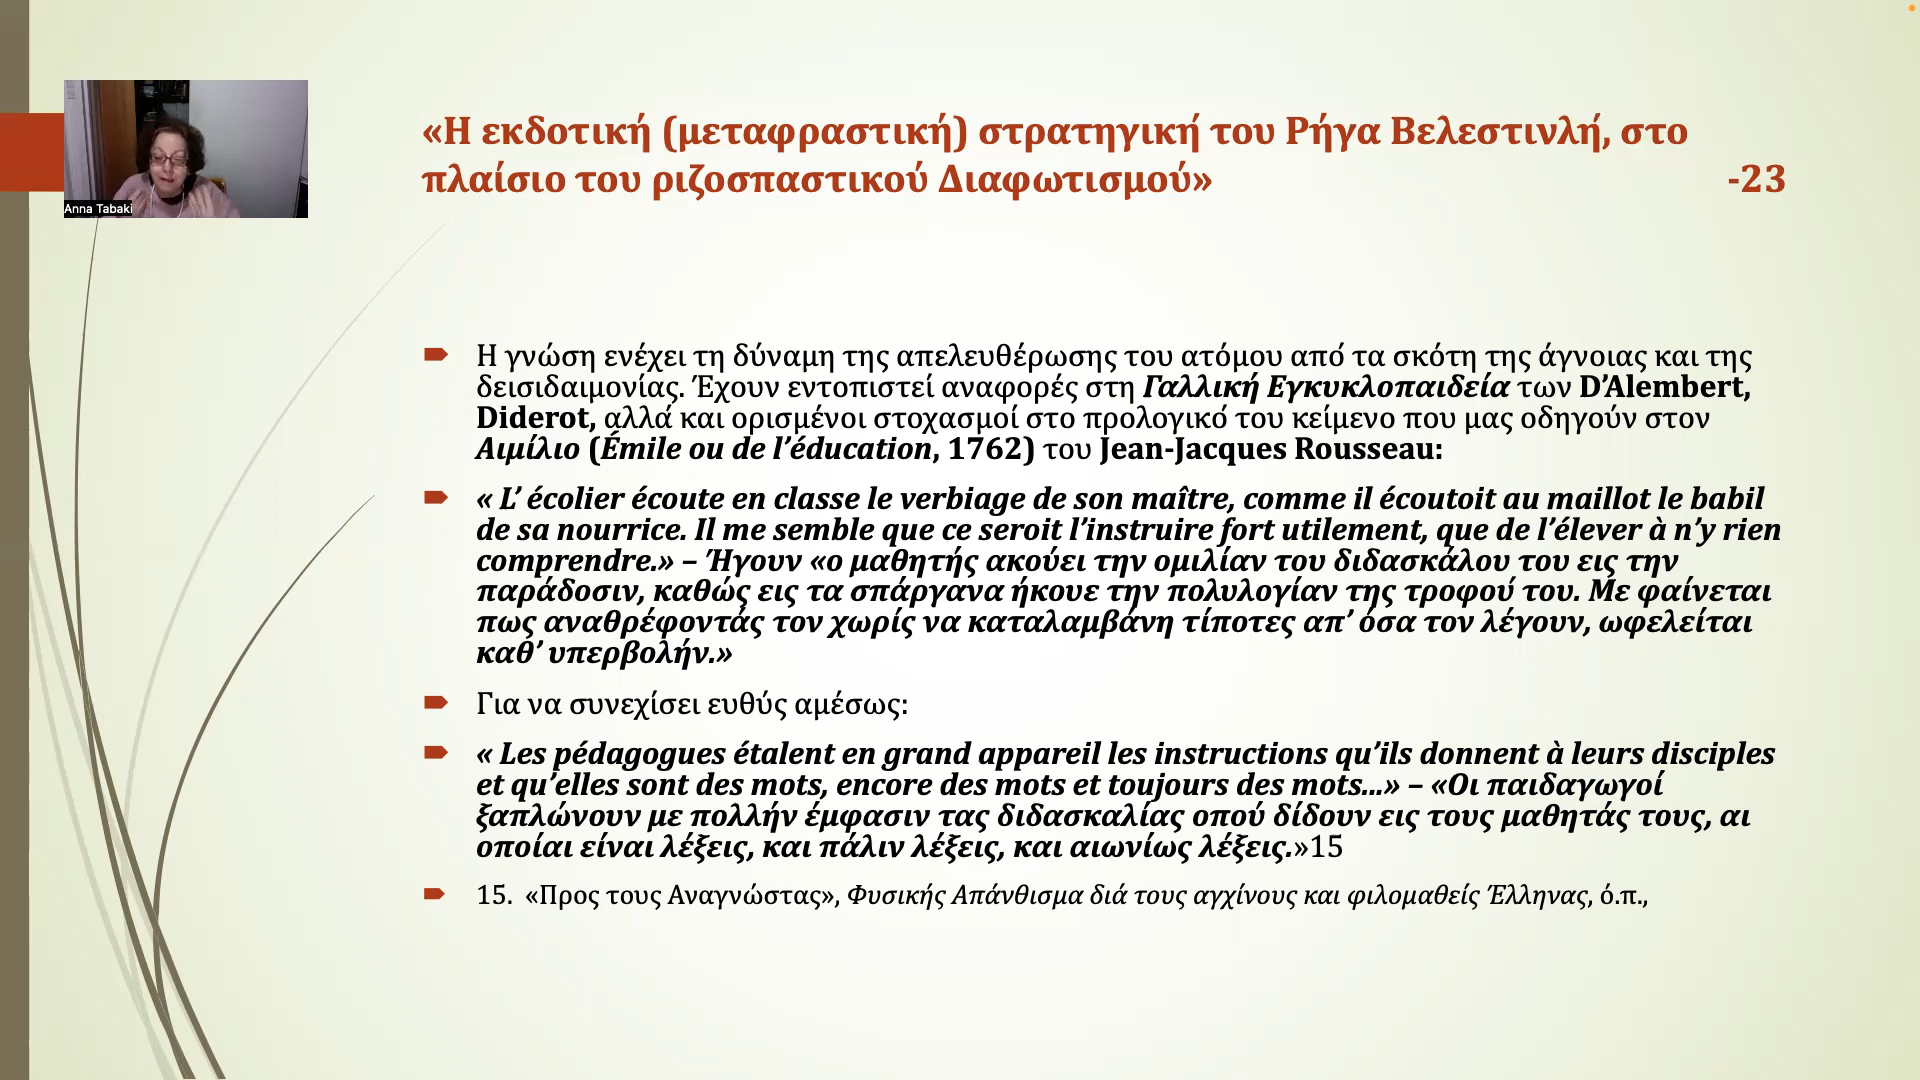 Anna Tabaki
«Η εκδοτική (μεταφραστική) στρατηγική του Ρήγα Βελεστινλή, στο
πλαίσιο του ριζοσπαστικού Διαφωτισμού» -23
Η γνώση ενέχει τη δύναμη της απελευθέρωσης του ατόμου από τα σκότη της άγνοιας και της
δεισιδαιμονίας. Έχουν εντοπιστεί αναφορές στη Γαλλική Εγκυκλοπαιδεία των D’Alembert,
Diderot, αλλά και ορισμένοι στοχασμοί στο προλογικό του κείμενο που μας οδηγούν στον
Αιμίλιο (Émile ou de l’éducation, 1762) του Jean-Jacques Rousseau:
« L’ écolier écoute en classe le verbiage de son maître, comme il écoutoit au maillot le babil
de sa nourrice. Il me semble que ce seroit l’instruire fort utilement, que de l’élever à n’y rien
comprendre.» – Ήγουν «ο μαθητής ακούει την ομιλίαν του διδασκάλου του εις την
παράδοσιν, καθώς εις τα σπάργανα ήκουε την πολυλογίαν της τροφού του. Με φαίνεται
πως αναθρέφοντάς τον χωρίς να καταλαμβάνη τίποτες απ’ όσα τον λέγουν, ωφελείται
καθ’ υπερβολήν.»
Για να συνεχίσει ευθύς αμέσως:
« Les pédagogues étalent en grand appareil les instructions qu’ils donnent à leurs disciples
et qu’elles sont des mots, encore des mots et toujours des mots...» – «Οι παιδαγωγοί
ξαπλώνουν με πολλήν έμφασιν τας διδασκαλίας οπού δίδουν εις τους μαθητάς τους, αι
οποίαι είναι λέξεις, και πάλιν λέξεις, και αιωνίως λέξεις.»15
15. «Προς τους Αναγνώστας», Φυσικής Απάνθισμα διά τους αγχίνους και φιλομαθείς Έλληνας, ό.π.,